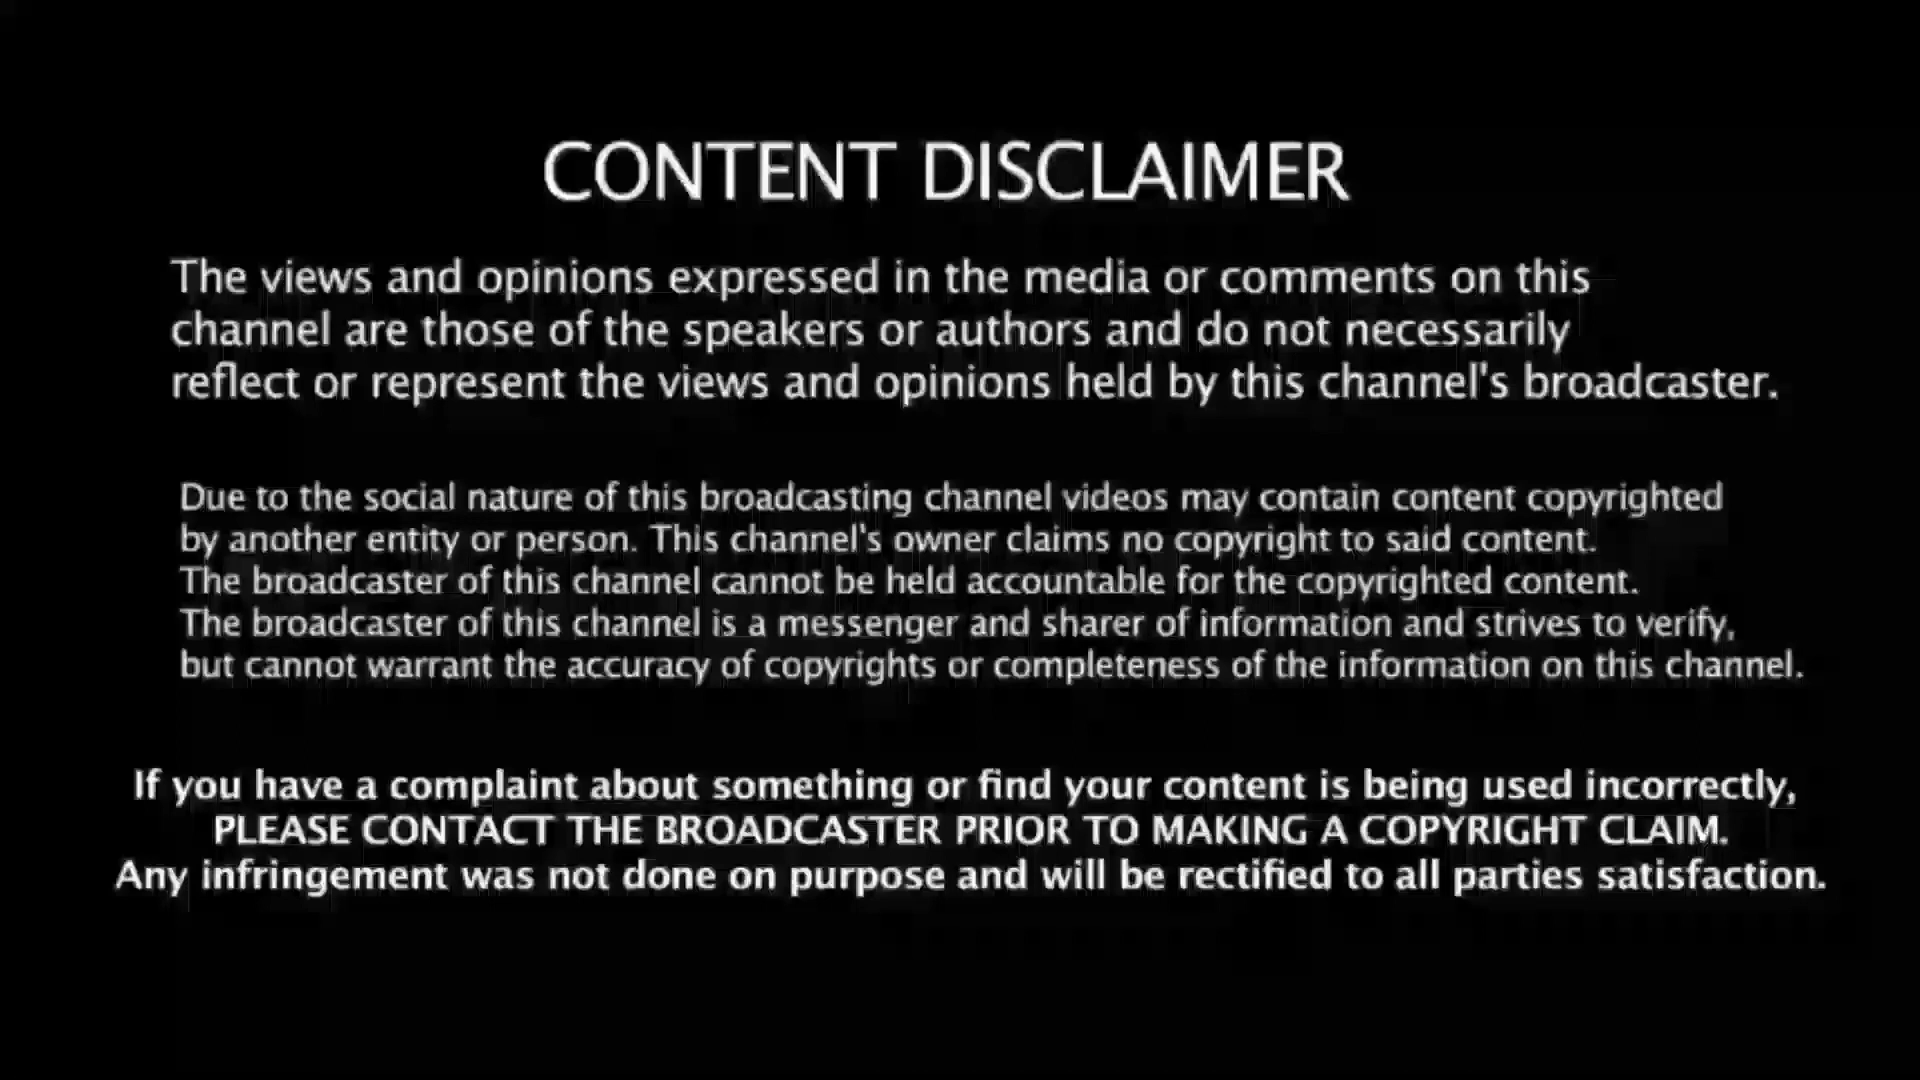 CONTENT DISCLAIMER
The views and opinions expressed in the media or comments on this
channel are those of the speakers or authors and do not necessarily
reflect or represent the views and opinions held by this channel's broadcaster.
Due to the social nature of this broadcasting channel videos may contain content copyrighted
by another entity or person. This channel's owner claims no copyright to said content.
The broadcaster of this channel cannot be held accountable for the copyrighted content.
The broadcaster of this channel is a messenger and sharer of information and strives to verify,
but cannot warrant the accuracy of copyrights or completeness of the information on this channel.
If you have a complaint about something or find your content is being used incorrectly,
PLEASE CONTACT THE BROADCASTER PRIOR TO MAKING A COPYRIGHT CLAIM.
Any infringement was not done on purpose and will be rectified to all parties satisfaction.